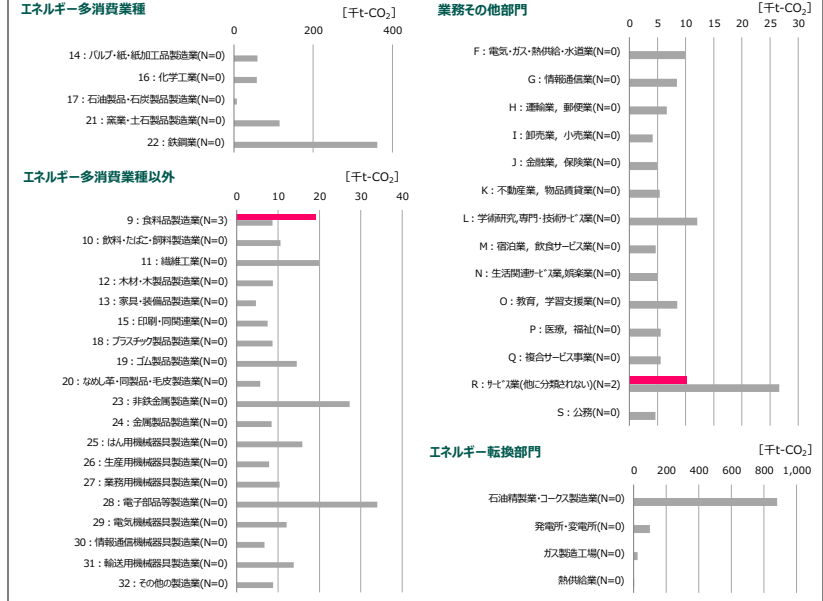 エネルギー多消費業種
[千t-CO₂]
0 200 400
14：パルプ・紙・紙加工品製造業(N=0)
16：化学工業(N=0)
17：石油製品・石炭製品製造業(N=0)
21：窯業・土石製品製造業(N=0)
22：鉄鋼業(N=0)
エネルギー多消費業種以外
[千t-CO₂]
0 10 20 30 40
9：食料品製造業(N=3)
10：飲料・たばこ・飼料製造業(N=0)
11：繊維工業(N=0)
12：木材・木製品製造業(N=0)
13：家具・装備品製造業(N=0)
15：印刷・同関連業(N=0)
18：プラスチック製品製造業(N=0)
19：ゴム製品製造業(N=0)
20：なめし革・同製品・毛皮製造業(N=0)
23：非鉄金属製造業(N=0)
24：金属製品製造業(N=0)
25：はん用機械器具製造業(N=0)
26：生産用機械器具製造業(N=0)
27：業務用機械器具製造業(N=0)
28：電子部品等製造業(N=0)
29：電気機械器具製造業(N=0)
30：情報通信機械器具製造業(N=0)
31：輸送用機械器具製造業(N=0)
32：その他の製造業(N=0)
業務その他部門
[千t-CO₂]
0 5 10 15 20 25 30
F：電気・ガス・熱供給・水道業(N=0)
G：情報通信業(N=0)
H：運輸業，郵便業(N=0)
I：卸売業，小売業(N=0)
J：金融業，保険業(N=0)
K：不動産業，物品賃貸業(N=0)
L：学術研究,専門・技術サービス業(N=0)
M：宿泊業，飲食サービス業(N=0)
N：生活関連サービス業,娯楽業(N=0)
O：教育，学習支援業(N=0)
P：医療，福祉(N=0)
Q：複合サービス事業(N=0)
R：サービス業(他に分類されない)(N=2)
S：公務(N=0)
エネルギー転換部門
[千t-CO₂]
0 200 400 600 800 1,000
石油精製業・コークス製造業(N=0)
発電所・変電所(N=0)
ガス製造工場(N=0)
熱供給業(N=0)